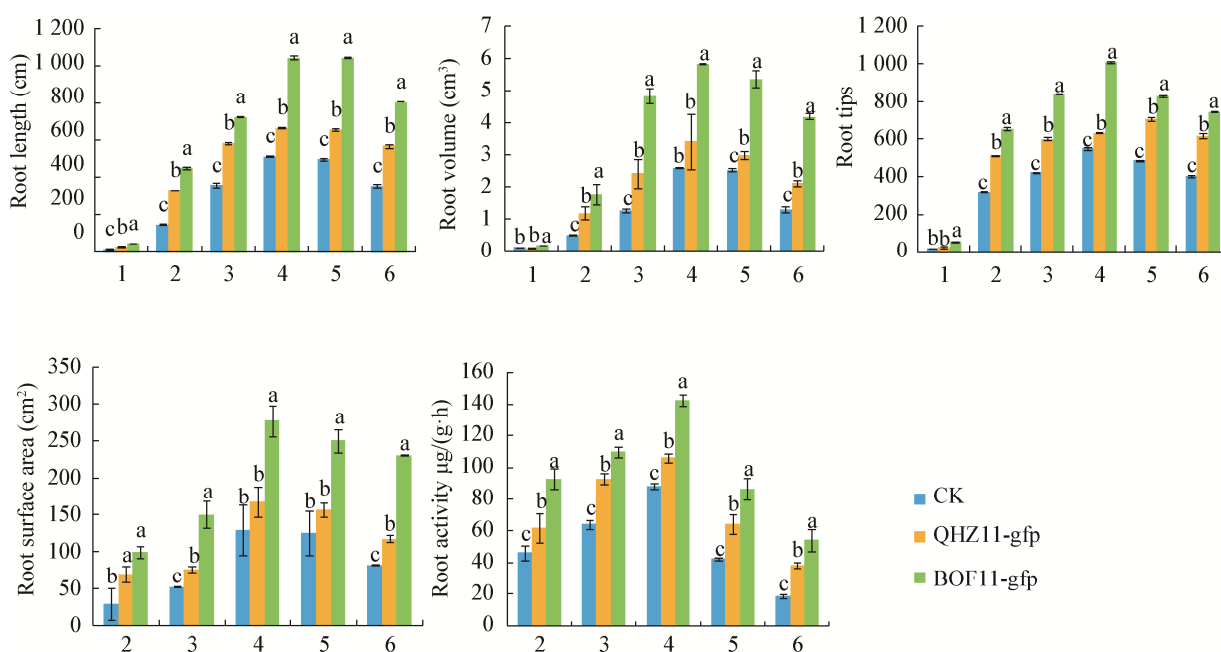 Root length (cm)
1 200
1 000
800
600
400
200
0
c b a
c b a
c b a
c b a
c b a
c b a
1 2 3 4 5 6
Root volume (cm³)
7
6
5
4
3
2
1
0
b b a
c b a
c b a
c b a
c b a
c b a
1 2 3 4 5 6
Root tips
1 200
1 000
800
600
400
200
0
b b a
c b a
c b a
c b a
c b a
c b a
1 2 3 4 5 6
Root surface area (cm²)
350
300
250
200
150
100
50
0
b a a
c b a
b b a
b b a
c b a
2 3 4 5 6
Root activity μg/(g·h)
160
140
120
100
80
60
40
20
0
c b a
c b a
c b a
c b a
c b a
2 3 4 5 6
CK
QHZ11-gfp
BOF11-gfp